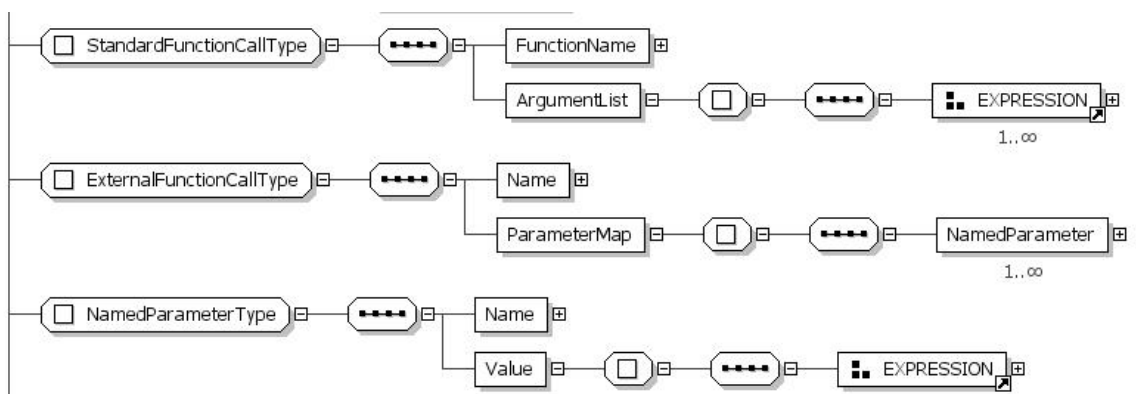 StandardFunctionCallType
FunctionName
ArgumentList
EXPRESSION
1..∞
ExternalFunctionCallType
Name
ParameterMap
NamedParameter
1..∞
NamedParameterType
Name
Value
EXPRESSION